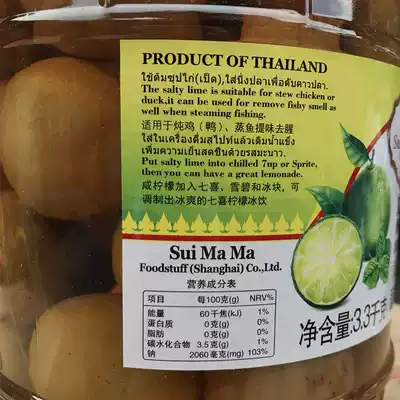 PRODUCT OF THAILAND
ใช้ต้มซุปไก่(เป็ด),ใส่นึ่งปลาเพื่อดับคาวปลา.
The salty lime is suitable for stew chicken or
duck,it can be used for remove fishy smell as
well when steaming fishing.
适用于炖鸡（鸭）、蒸鱼提味去腥
ใส่ในเครื่องดื่มสไปท์แล้วเติมน้ำแข็ง
เพิ่มความเย็นสดชืนด้วยรสมะนาว.
Put salty lime into chilled 7up or Sprite,
then you can have a great lemonade.
咸柠檬加入七喜，雪碧和冰块，可
调制出冰爽的七喜柠檬冰饮
Sui Ma Ma
Foodstuff (Shanghai) Co.,Ltd.
营养成分表
项目 每100克(g) NRV%
能量 60千焦(kJ) 1%
蛋白质 0克(g) 0%
脂肪 0克(g) 0%
碳水化合物 3.5克(g) 1%
钠 2060毫克(mg) 103%
净含量:3.3千克